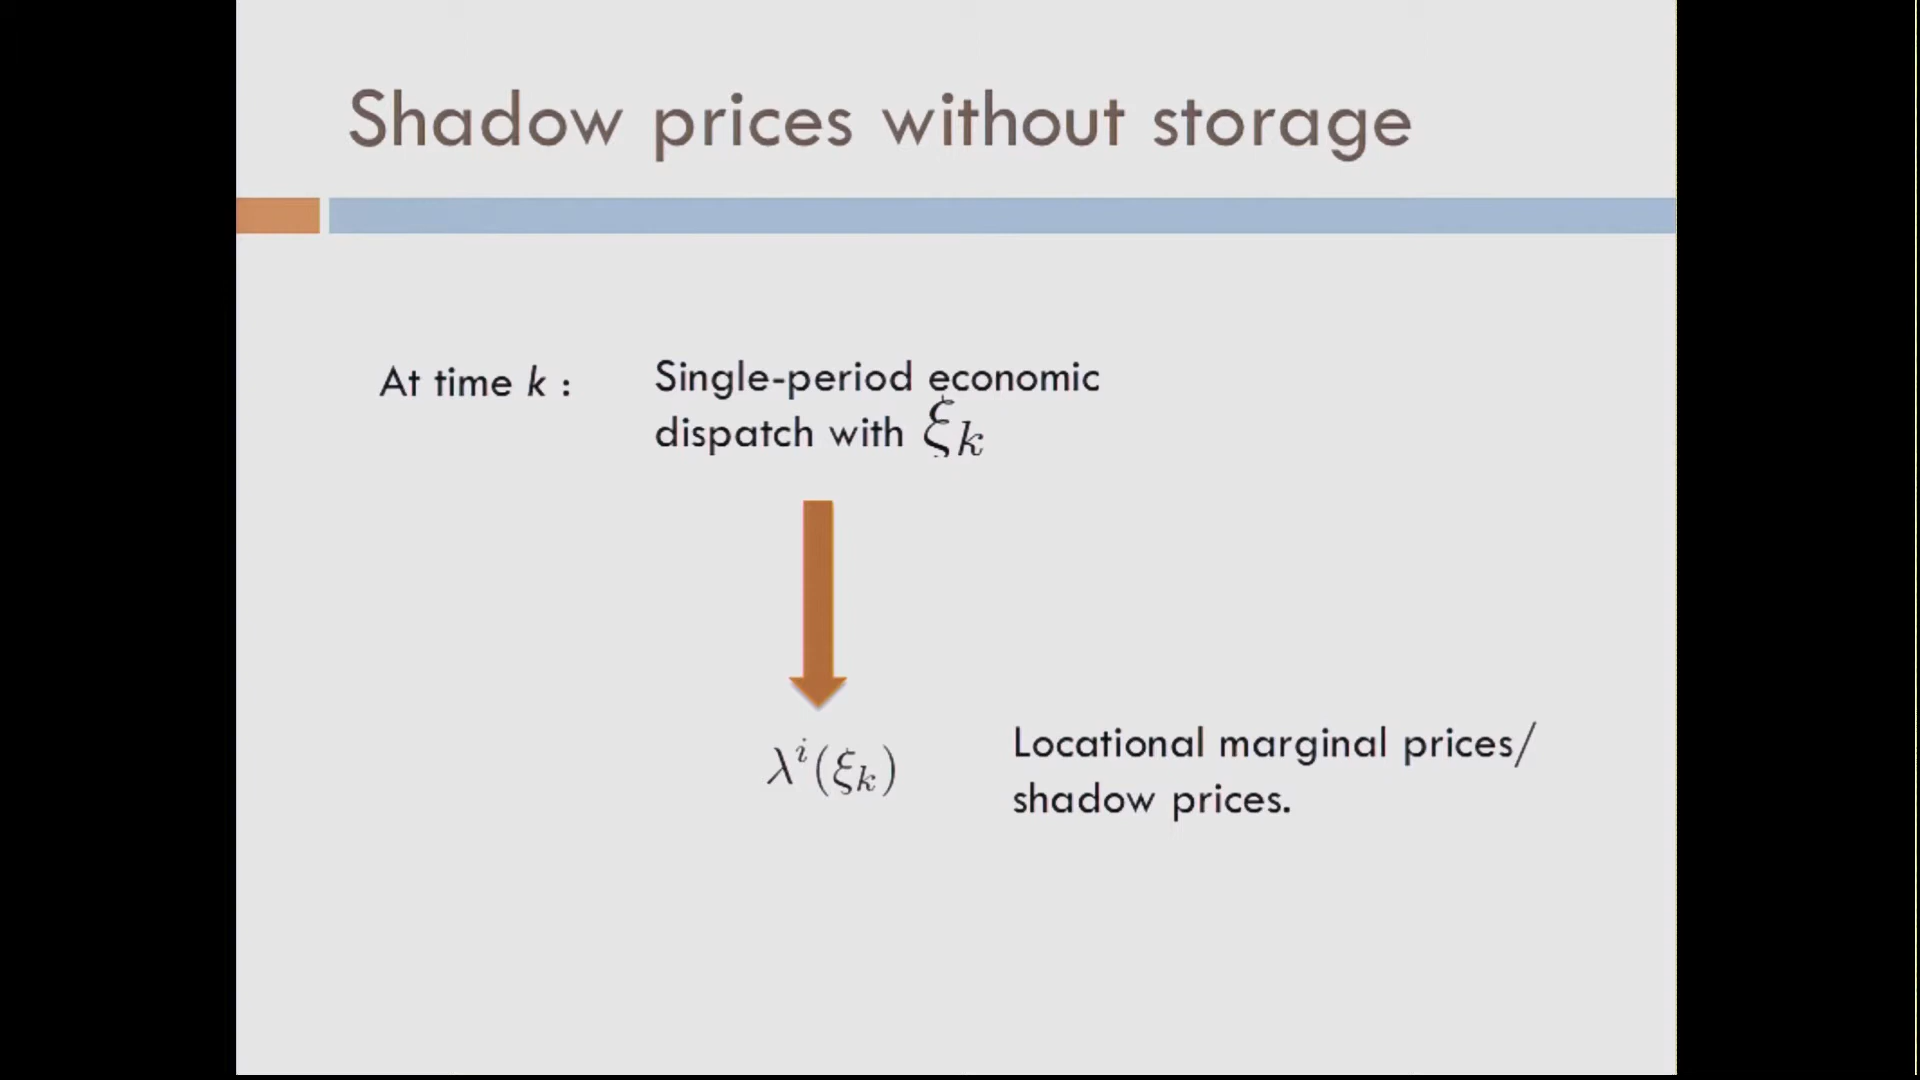 Shadow prices without storage
At time k :
Single-period economic
dispatch with ξₖ
λⁱ(ξₖ)
Locational marginal prices/
shadow prices.